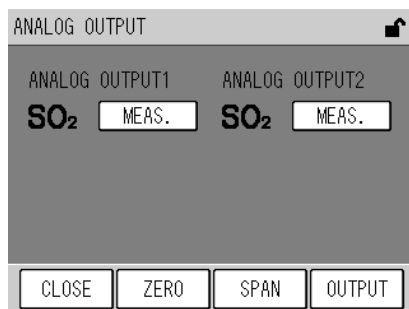 ANALOG OUTPUT
ANALOG OUTPUT1 ANALOG OUTPUT2
SO₂ MEAS. SO₂ MEAS.
CLOSE ZERO SPAN OUTPUT